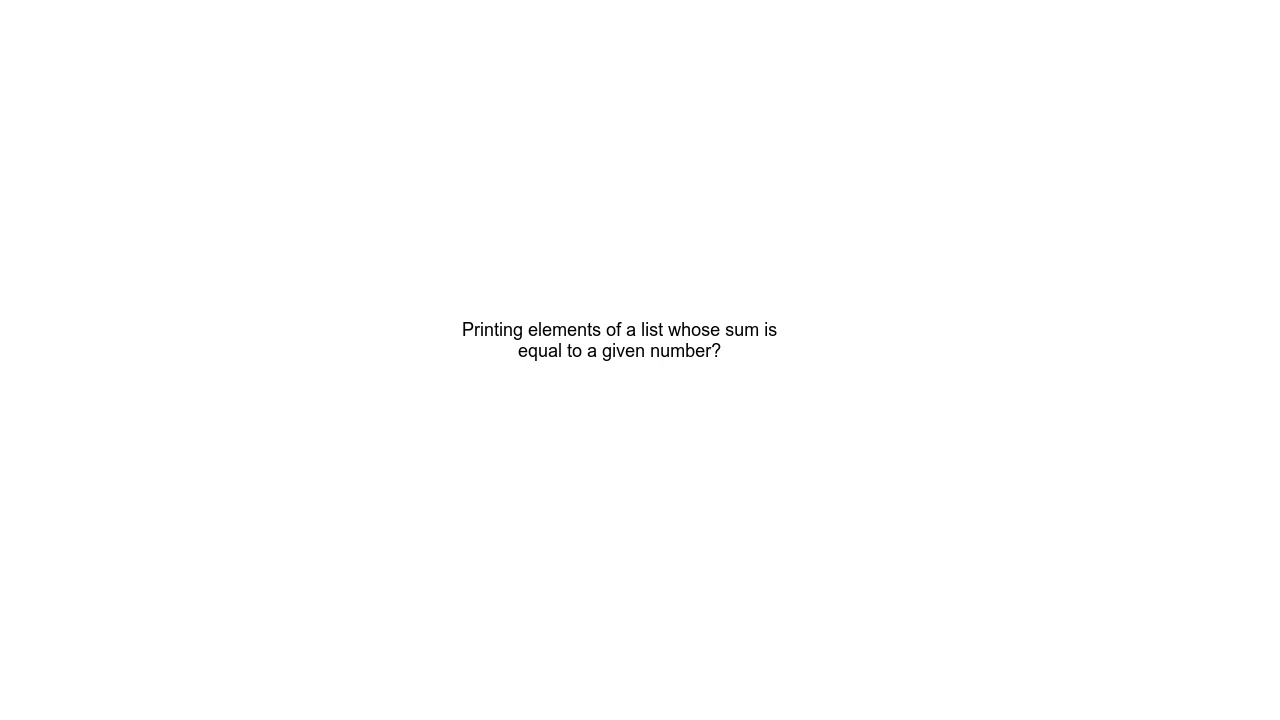 Printing elements of a list whose sum is
equal to a given number?